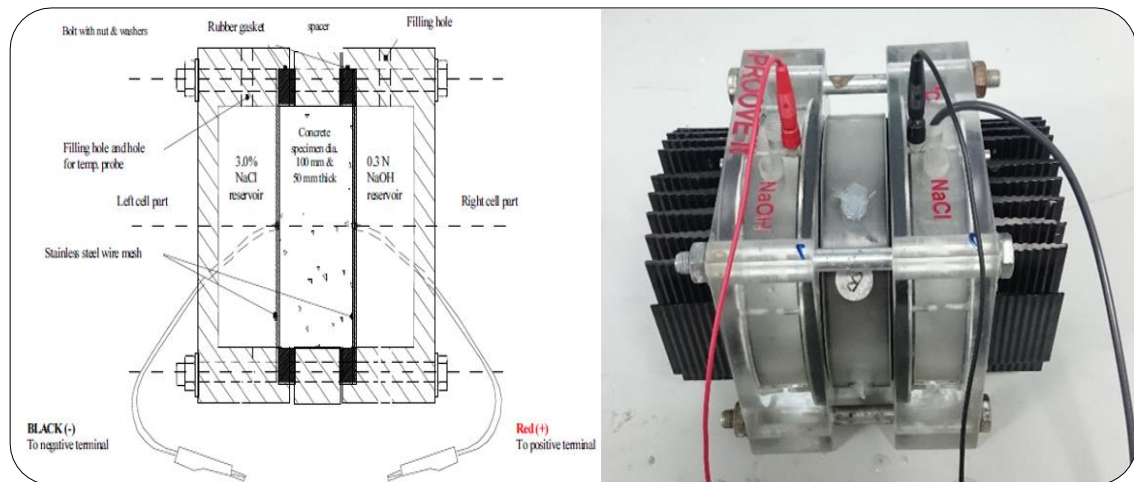 Bolt with nut & washers
Rubber gasket
spacer
Filling hole
Filling hole and hole
for temp. probe
3.0%
NaCl
reservoir
Concrete
specimen dia.
100 mm &
50 mm thick
0.3 N
NaOH
reservoir
Left cell part
Right cell part
Stainless steel wire mesh
BLACK (-)
To negative terminal
Red (+)
To positive terminal
PROOVE it
NaOH
°C
NaCl